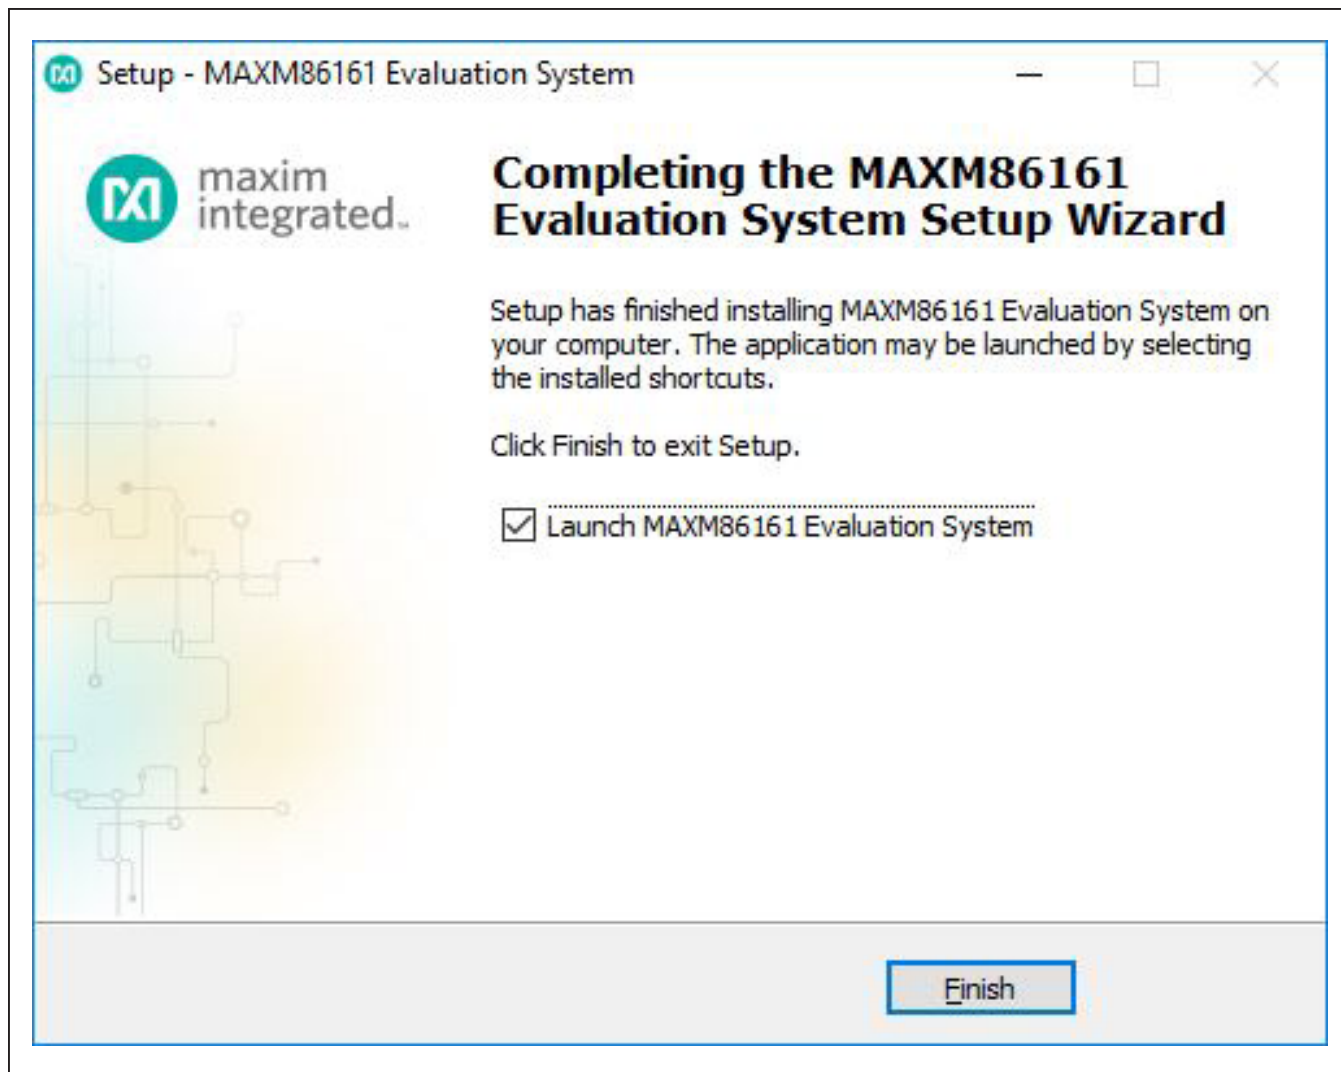 Setup - MAXM86161 Evaluation System
maxim
integrated™
Completing the MAXM86161
Evaluation System Setup Wizard
Setup has finished installing MAXM86161 Evaluation System on
your computer. The application may be launched by selecting
the installed shortcuts.
Click Finish to exit Setup.
Launch MAXM86161 Evaluation System
Finish